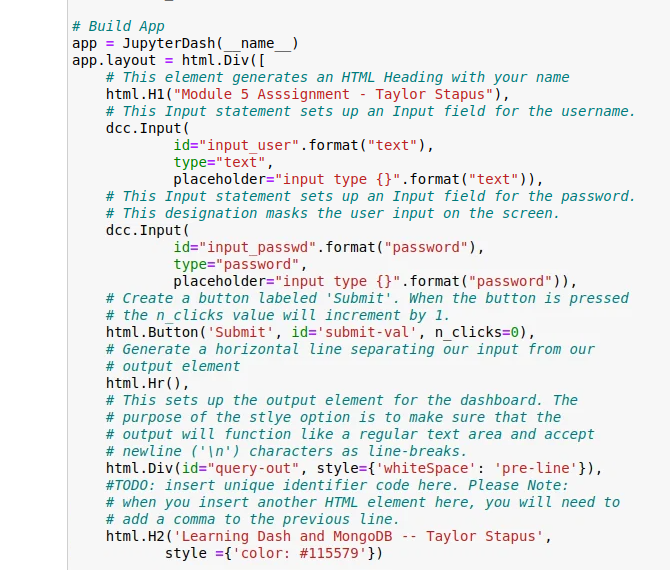 # Build App
app = JupyterDash(__name__)
app.layout = html.Div([
    # This element generates an HTML Heading with your name
    html.H1("Module 5 Asssignment - Taylor Stapus"),
    # This Input statement sets up an Input field for the username.
    dcc.Input(
            id="input_user".format("text"),
            type="text",
            placeholder="input type {}".format("text")),
    # This Input statement sets up an Input field for the password.
    # This designation masks the user input on the screen.
    dcc.Input(
            id="input_passwd".format("password"),
            type="password",
            placeholder="input type {}".format("password")),
    # Create a button labeled 'Submit'. When the button is pressed
    # the n_clicks value will increment by 1.
    html.Button('Submit', id='submit-val', n_clicks=0),
    # Generate a horizontal line separating our input from our
    # output element
    html.Hr(),
    # This sets up the output element for the dashboard. The
    # purpose of the stlye option is to make sure that the
    # output will function like a regular text area and accept
    # newline ('\n') characters as line-breaks.
    html.Div(id="query-out", style={'whiteSpace': 'pre-line'}),
    #TODO: insert unique identifier code here. Please Note:
    # when you insert another HTML element here, you will need to
    # add a comma to the previous line.
    html.H2('Learning Dash and MongoDB -- Taylor Stapus',
           style ={'color: #115579'})